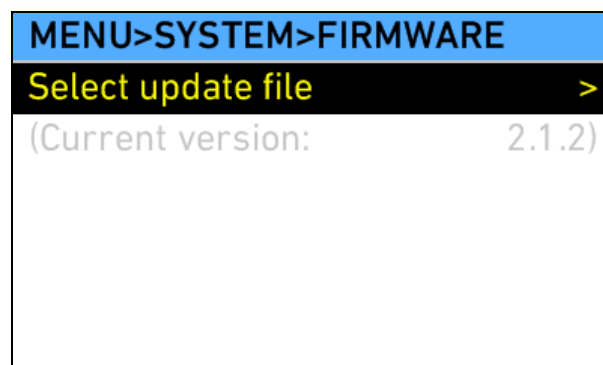 MENU>SYSTEM>FIRMWARE
Select update file >
(Current version: 2.1.2)